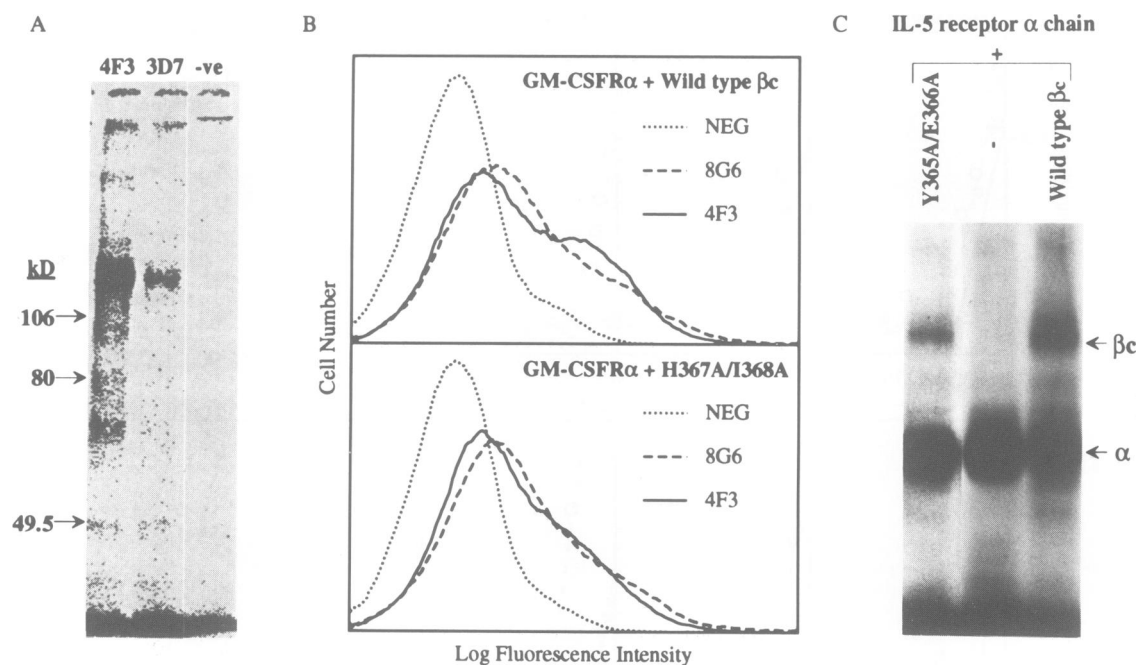 A
4F3 3D7 -ve
kD
106
80
49.5
B
GM-CSFRα + Wild type βc
NEG
8G6
4F3
GM-CSFRα + H367A/I368A
NEG
8G6
4F3
Cell Number
Log Fluorescence Intensity
C
IL-5 receptor α chain
+
Y365A/E366A
-
Wild type βc
βc
α